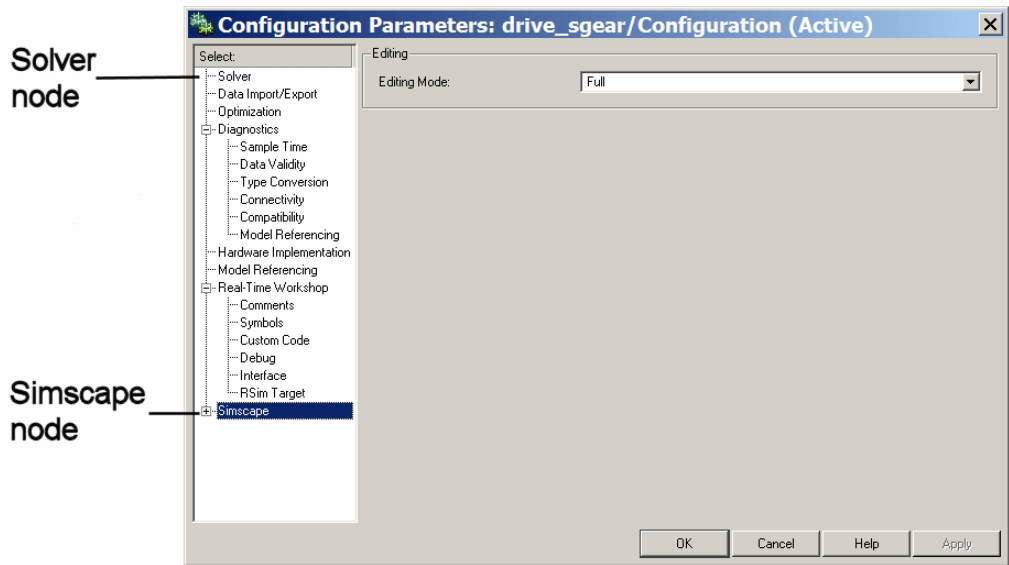 Configuration Parameters: drive_sgear/Configuration (Active)
Solver
node
Simscape
node
Select:
Solver
Data Import/Export
Optimization
Diagnostics
Sample Time
Data Validity
Type Conversion
Connectivity
Compatibility
Model Referencing
Hardware Implementation
Model Referencing
Real-Time Workshop
Comments
Symbols
Custom Code
Debug
Interface
RSim Target
Simscape
Editing
Editing Mode: Full
OK Cancel Help Apply